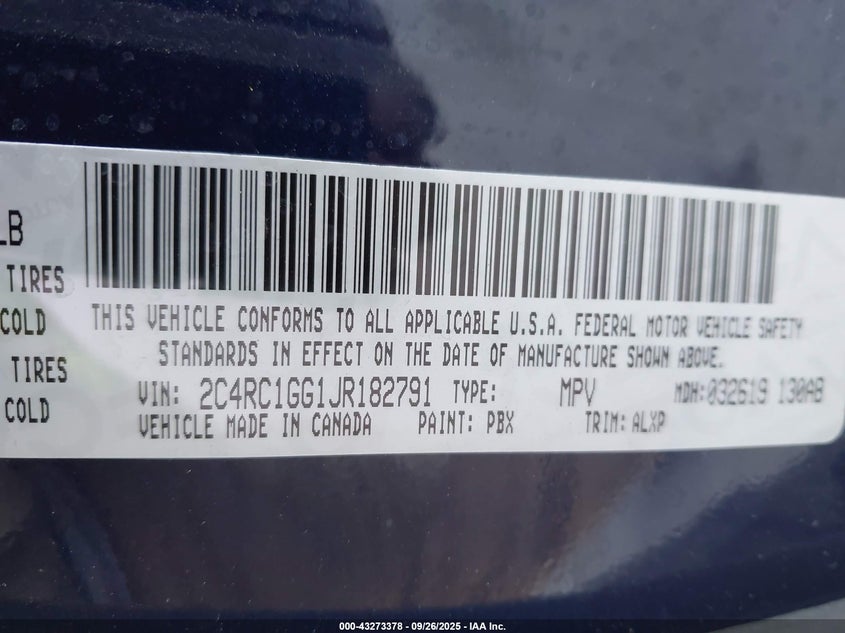 LB
TIRES
COLD
TIRES
COLD
THIS VEHICLE CONFORMS TO ALL APPLICABLE U.S.A. FEDERAL MOTOR VEHICLE SAFETY
STANDARDS IN EFFECT ON THE DATE OF MANUFACTURE SHOWN ABOVE.
VIN: 2C4RC1GG1JR182791 TYPE: MPV MDH:032619 130AB
VEHICLE MADE IN CANADA PAINT: PBX TRIM: ALXP
000-43273378 - 09/26/2025 - IAA Inc.